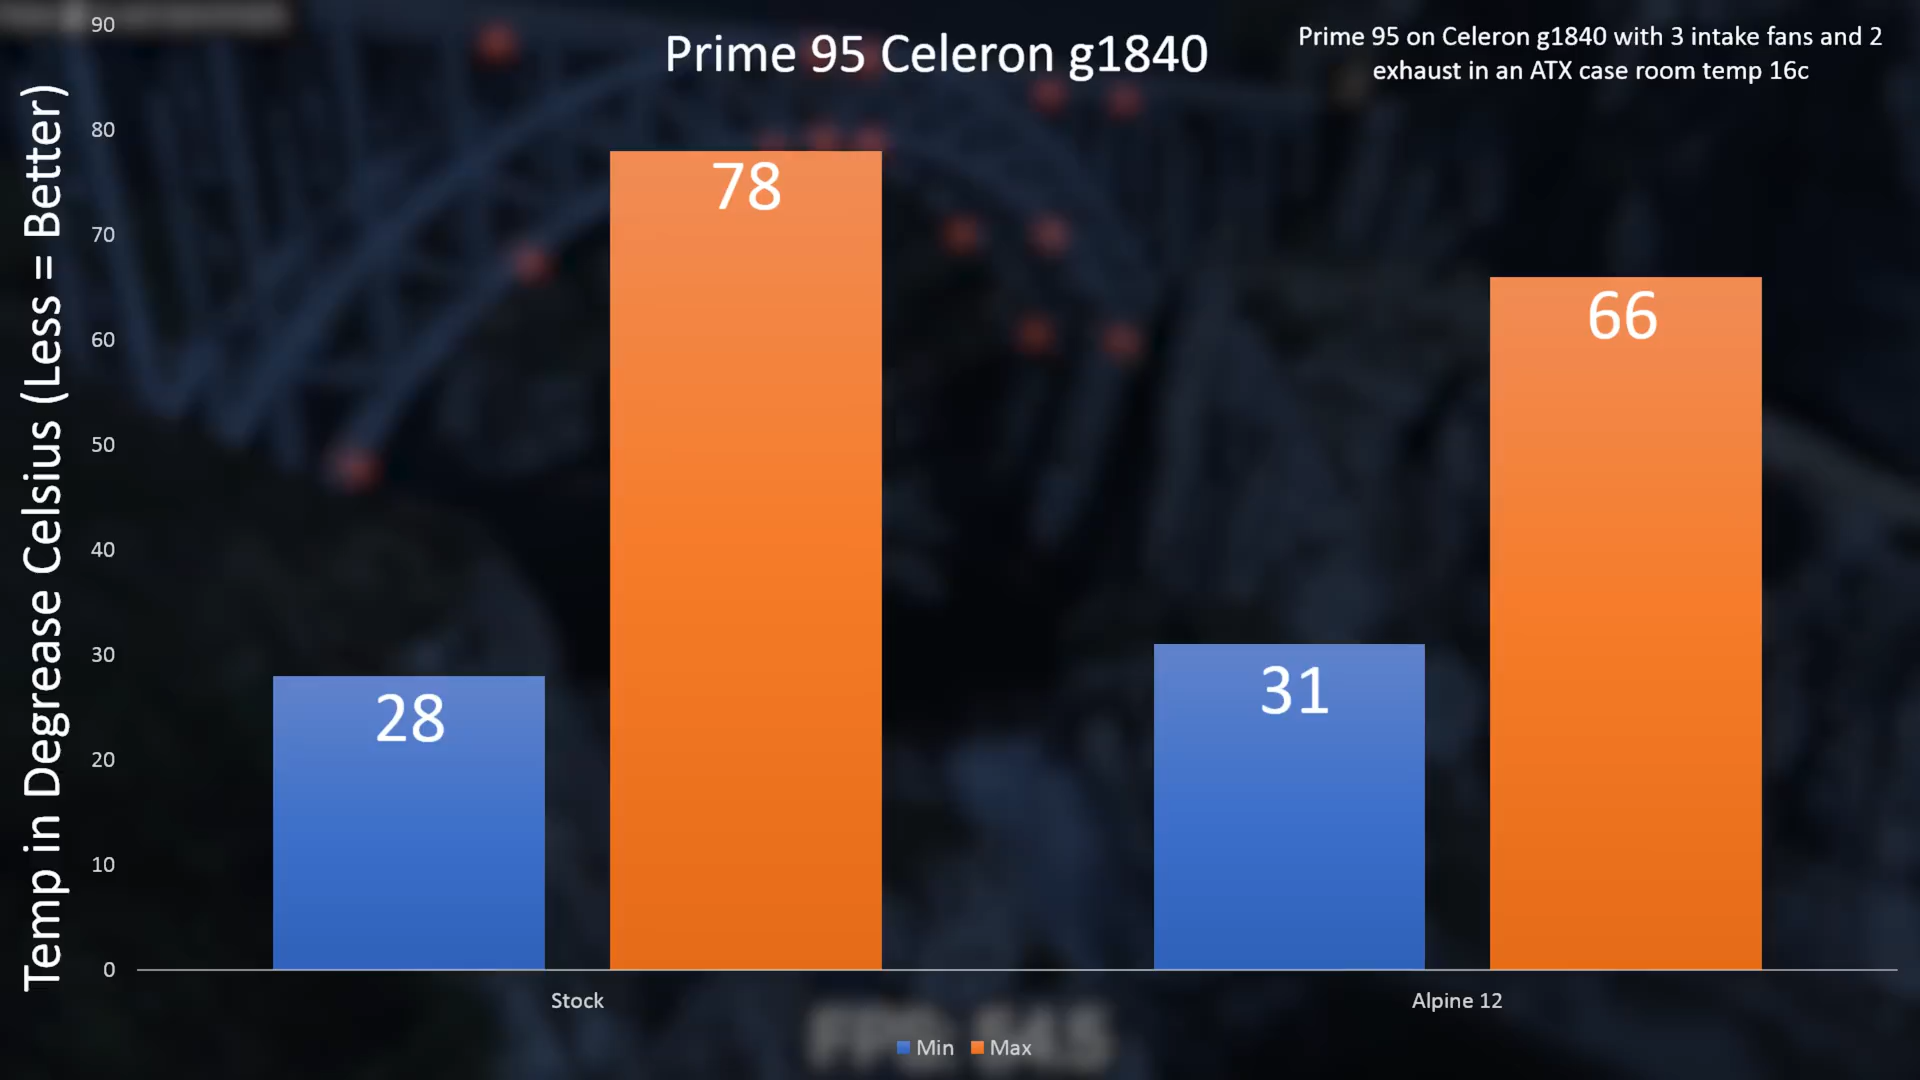 Prime 95 Celeron g1840
Prime 95 on Celeron g1840 with 3 intake fans and 2
exhaust in an ATX case room temp 16c
Temp in Degrease Celsius (Less = Better)
90
80
70
60
50
40
30
20
10
0
28
78
31
66
Stock
Alpine 12
Min
Max